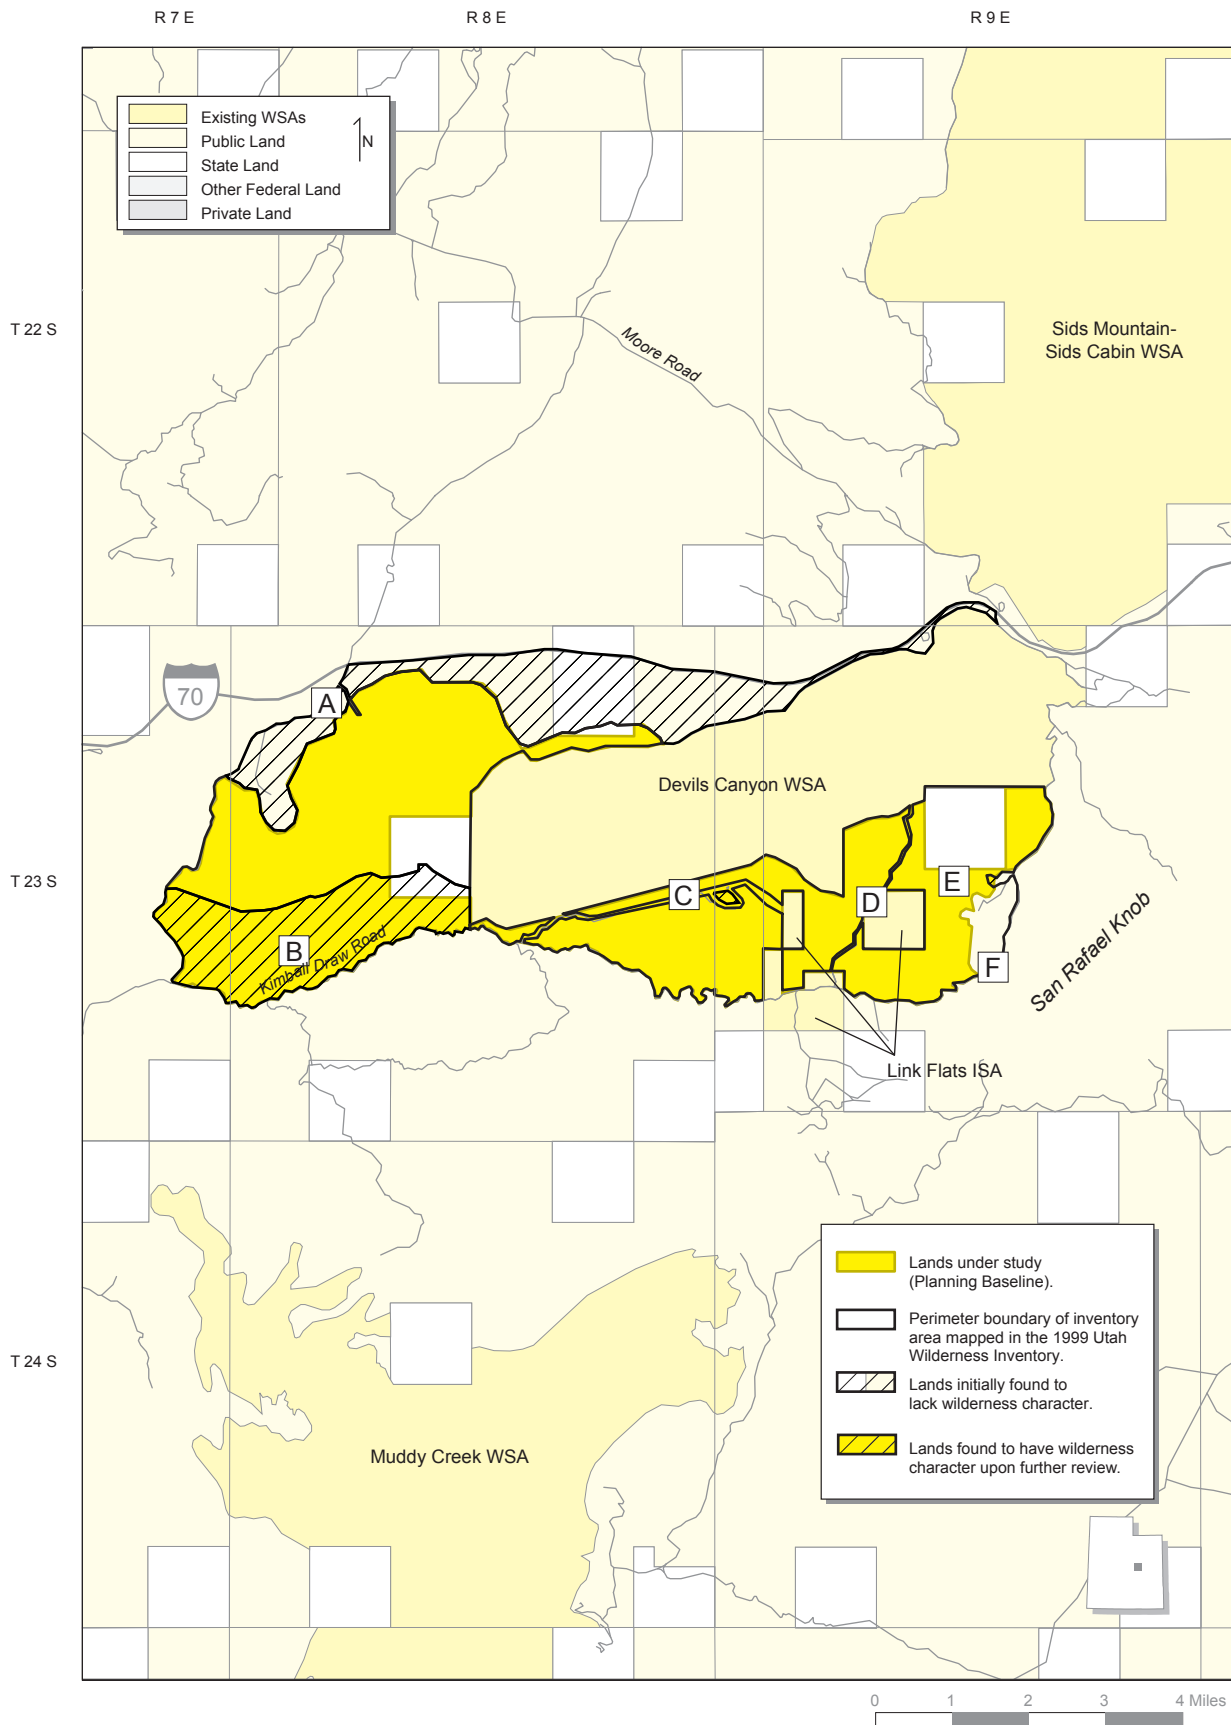 R 7 E
R 8 E
R 9 E
Existing WSAs
Public Land
State Land
Other Federal Land
Private Land
N
T 22 S
Moore Road
Sids Mountain-
Sids Cabin WSA
70
A
Devils Canyon WSA
T 23 S
C
E
D
B
Kimball Draw Road
F
San Rafael Knob
Link Flats ISA
Lands under study
(Planning Baseline).
Perimeter boundary of inventory
area mapped in the 1999 Utah
Wilderness Inventory.
Lands initially found to
lack wilderness character.
Lands found to have wilderness
character upon further review.
T 24 S
Muddy Creek WSA
0 1 2 3 4 Miles